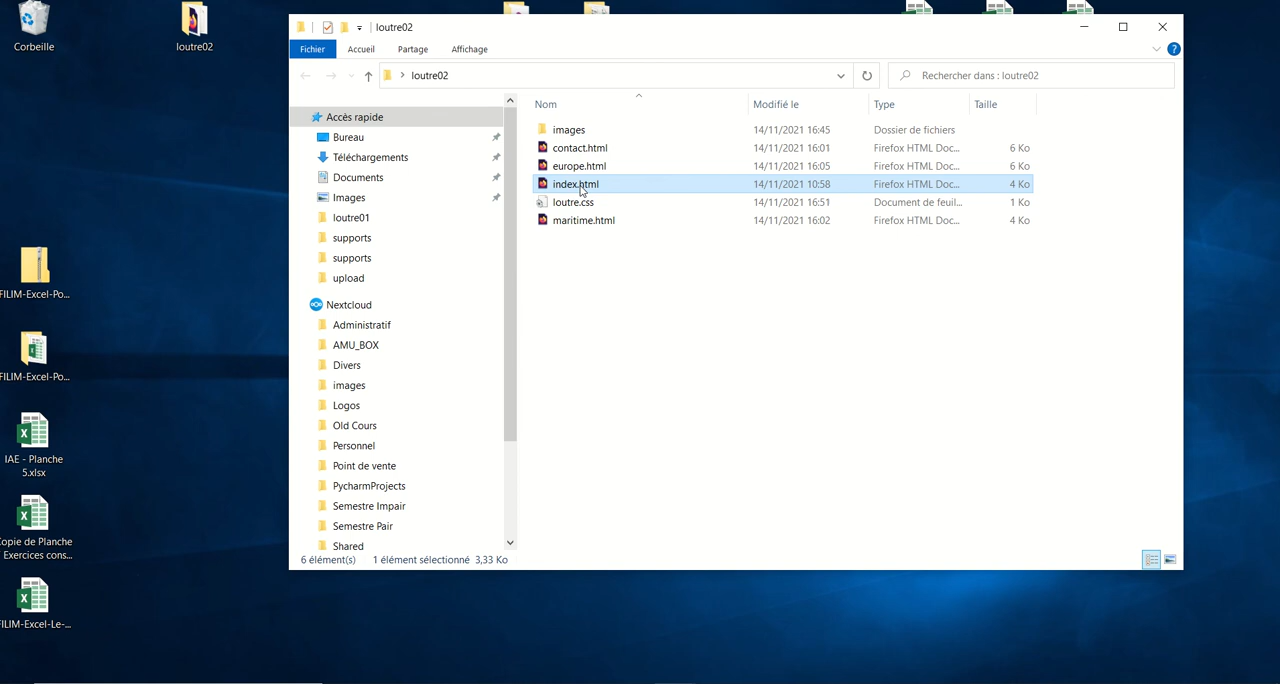 Corbeille
loutre02
FILIM-Excel-Po...
FILIM-Excel-Po...
IAE - Planche
5.xlsx
Copie de Planche
Exercices cons...
FILIM-Excel-Le-...
loutre02
Fichier Accueil Partage Affichage
loutre02
Rechercher dans : loutre02
Accès rapide
Bureau
Téléchargements
Documents
Images
loutre01
supports
supports
upload
Nextcloud
Administratif
AMU_BOX
Divers
images
Logos
Old Cours
Personnel
Point de vente
PycharmProjects
Semestre Impair
Semestre Pair
Shared
Nom Modifié le Type Taille
images 14/11/2021 16:45 Dossier de fichiers
contact.html 14/11/2021 16:01 Firefox HTML Doc... 6 Ko
europe.html 14/11/2021 16:05 Firefox HTML Doc... 6 Ko
index.html 14/11/2021 10:58 Firefox HTML Doc... 4 Ko
loutre.css 14/11/2021 16:51 Document de feuil... 1 Ko
maritime.html 14/11/2021 16:02 Firefox HTML Doc... 4 Ko
6 élément(s) 1 élément sélectionné 3,33 Ko